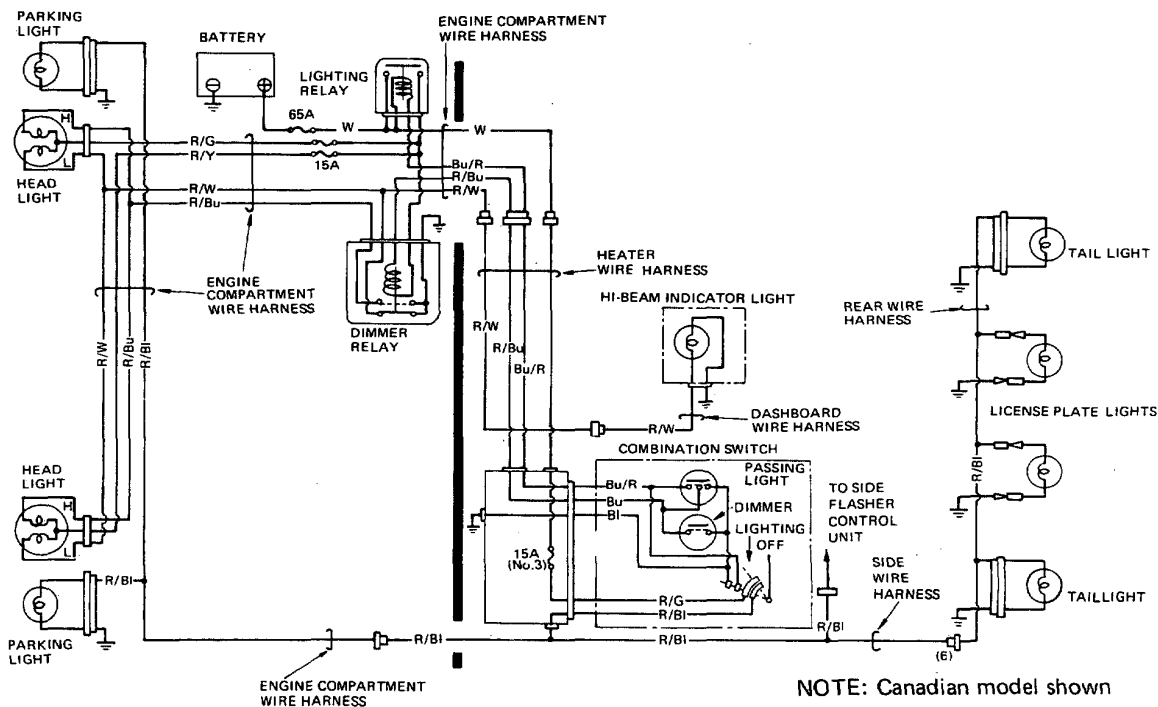 PARKING
LIGHT
BATTERY
ENGINE COMPARTMENT
WIRE HARNESS
LIGHTING
RELAY
65A
W
W
H
R/G
R/Y
15A
L
HEAD
LIGHT
Bu/R
R/Bu
R/W
R/W
R/Bu
ENGINE
COMPARTMENT
WIRE HARNESS
DIMMER
RELAY
HEATER
WIRE HARNESS
HI-BEAM INDICATOR LIGHT
TAIL LIGHT
REAR WIRE
HARNESS
R/W
R/Bu
R/Bl
R/W
R/Bu
Bu/R
LICENSE PLATE LIGHTS
DASHBOARD
WIRE HARNESS
R/W
COMBINATION SWITCH
HEAD
LIGHT
H
L
PASSING
LIGHT
Bu/R
Bu
Bl
DIMMER
LIGHTING
OFF
TO SIDE
FLASHER
CONTROL
UNIT
R/Bl
15A
(No.3)
SIDE
WIRE
HARNESS
R/G
R/Bl
R/Bl
TAILLIGHT
R/Bl
PARKING
LIGHT
R/Bl
R/Bl
(6)
ENGINE COMPARTMENT
WIRE HARNESS
NOTE: Canadian model shown